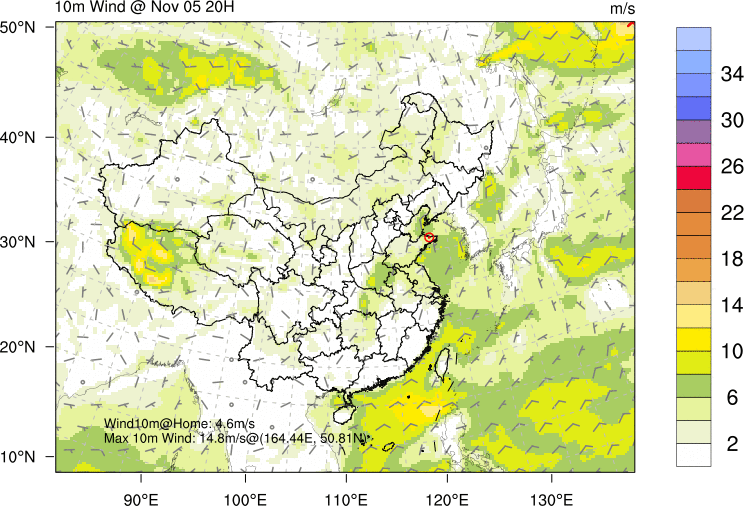 10m Wind @ Nov 05 20H
m/s
50°N
40°N
30°N
20°N
10°N
Wind10m@Home: 4.6m/s
Max 10m Wind: 14.8m/s@(164.44E, 50.81N)
90°E
100°E
110°E
120°E
130°E
34
30
26
22
18
14
10
6
2